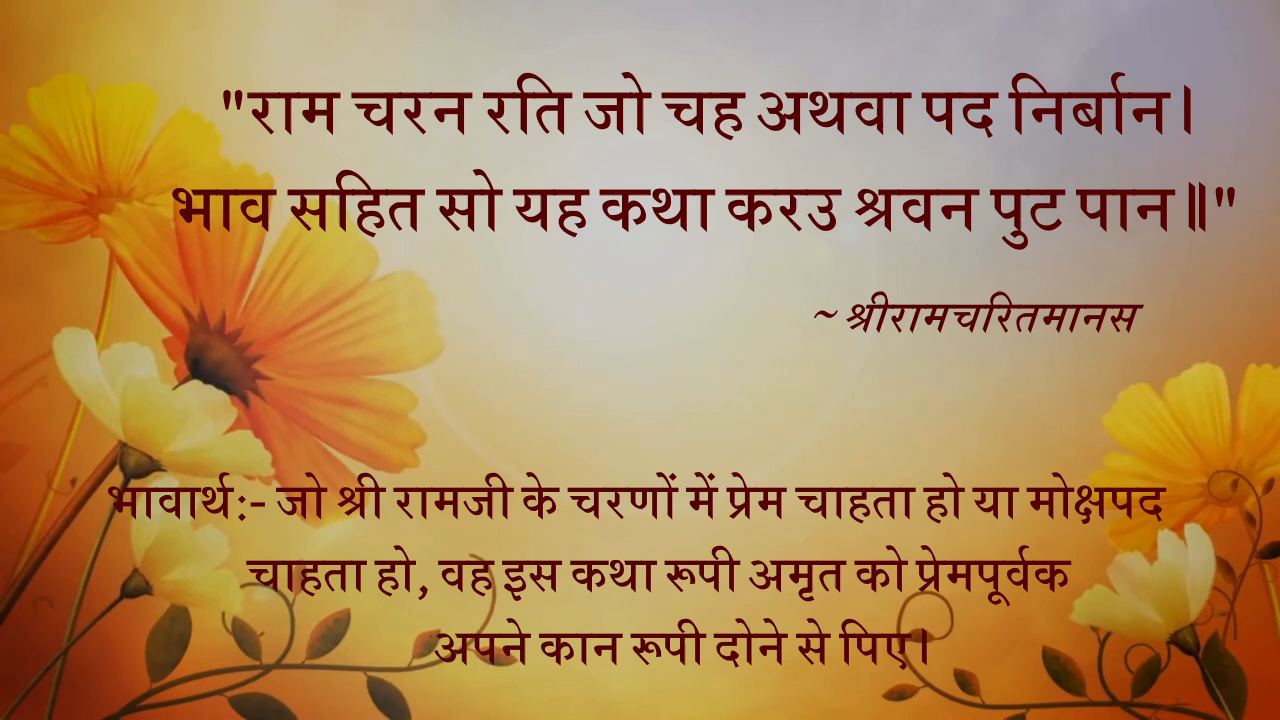 "राम चरन रति जो चह अथवा पद निर्बान।
भाव सहित सो यह कथा करउ श्रवन पुट पान॥"
~ श्रीरामचरितमानस
भावार्थ:- जो श्री रामजी के चरणों में प्रेम चाहता हो या मोक्षपद
चाहता हो, वह इस कथा रूपी अमृत को प्रेमपूर्वक
अपने कान रूपी दोने से पिए।